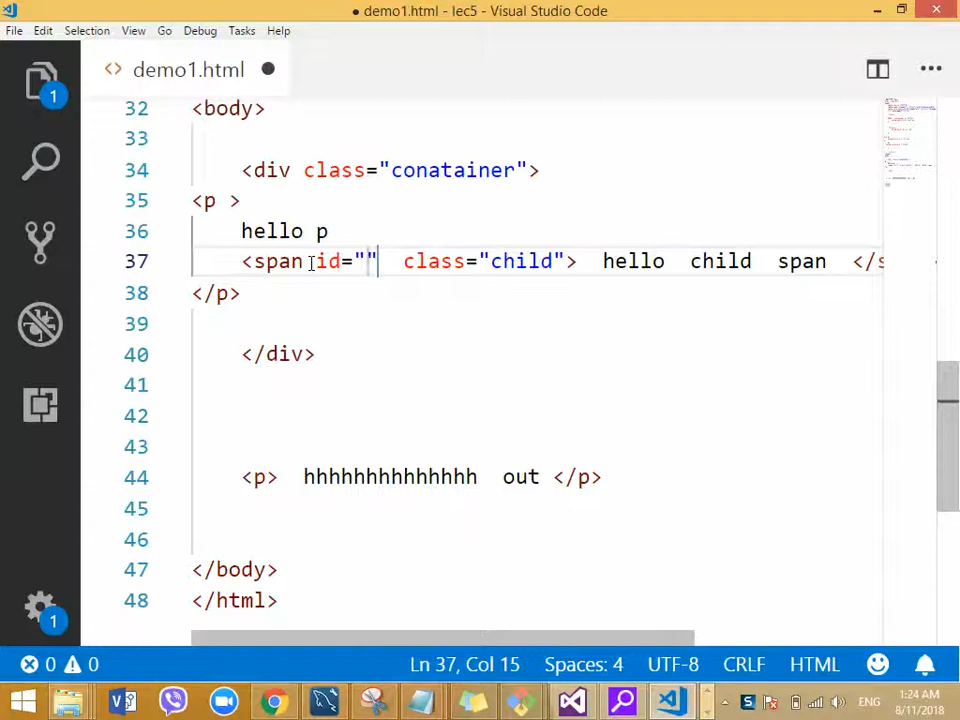 ● demo1.html - lec5 - Visual Studio Code
File Edit Selection View Go Debug Tasks Help
1
<> demo1.html ●
32 <body>
33
34 <div class="conatainer">
35 <p >
36 hello p
37 <span id="" class="child"> hello child span </s
38 </p>
39
40 </div>
41
42
43
44 <p> hhhhhhhhhhhhhh out </p>
45
46
47 </body>
48 </html>
1
0 0 Ln 37, Col 15 Spaces: 4 UTF-8 CRLF HTML
ENG 1:24 AM
8/11/2018